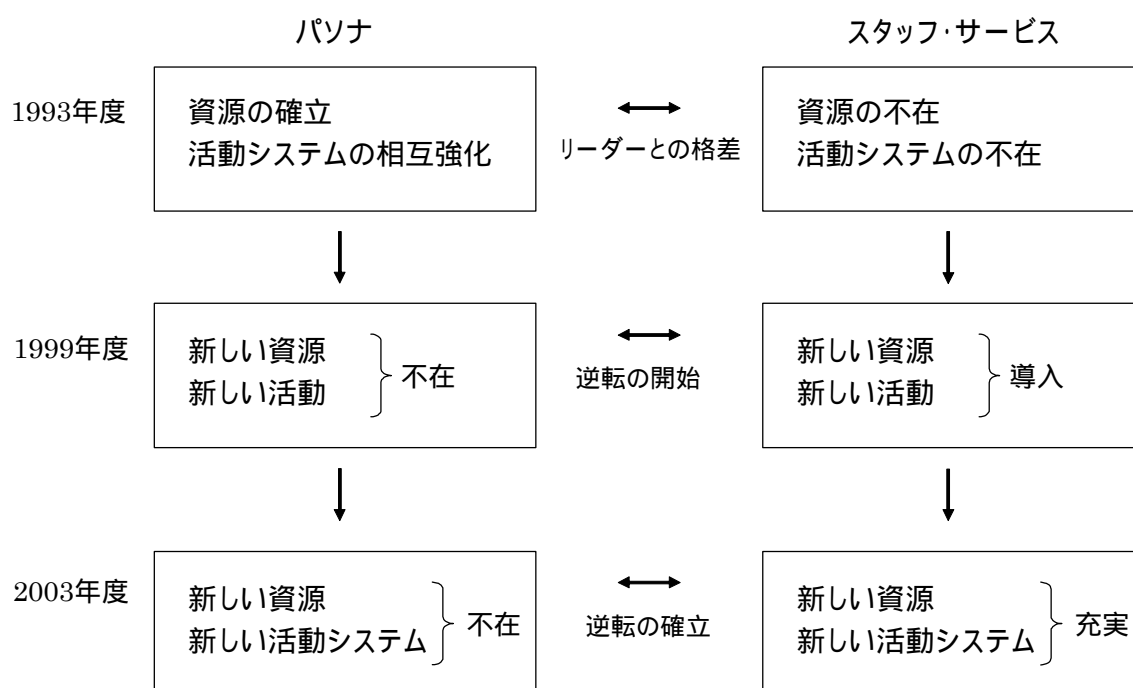 パソナ
スタッフ・サービス
1993年度
資源の確立
活動システムの相互強化
リーダーとの格差
資源の不在
活動システムの不在
1999年度
新しい資源
新しい活動
不在
逆転の開始
新しい資源
新しい活動
導入
2003年度
新しい資源
新しい活動システム
不在
逆転の確立
新しい資源
新しい活動システム
充実